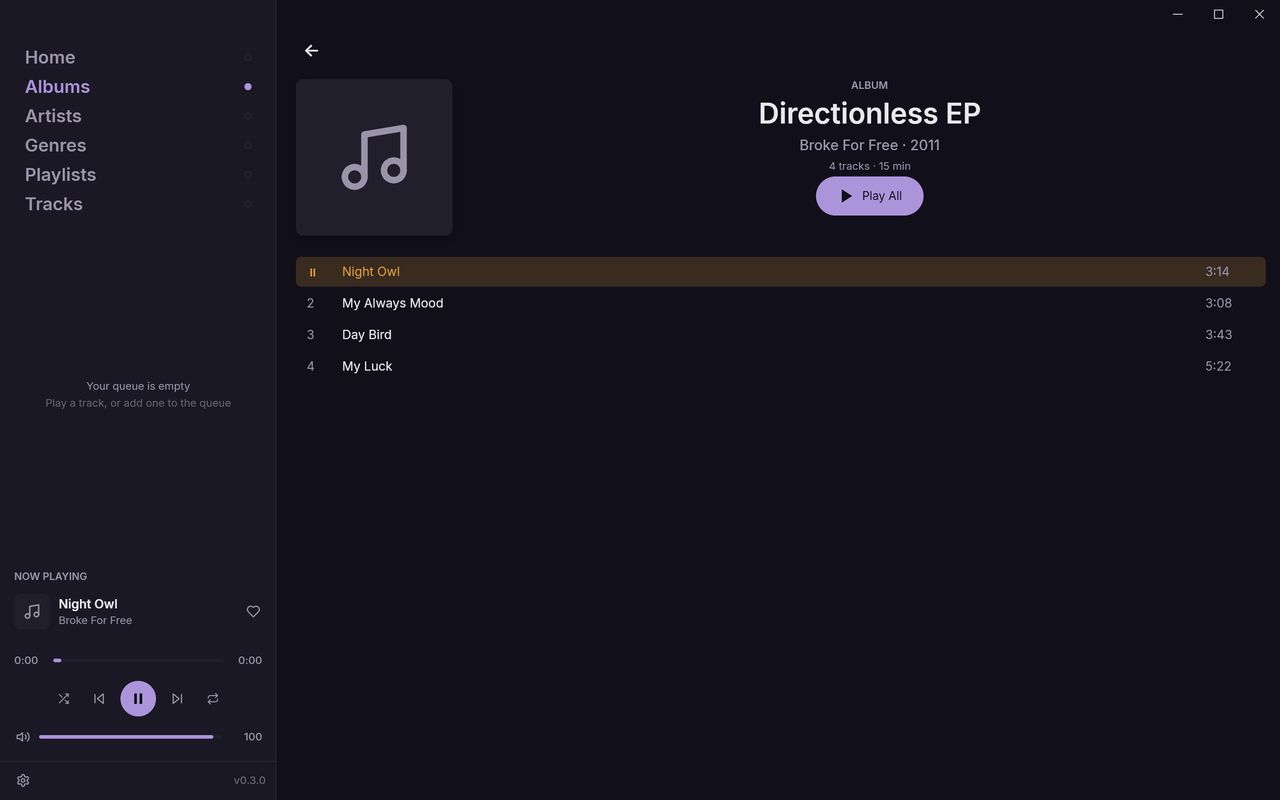 Home
Albums
Artists
Genres
Playlists
Tracks
Your queue is empty
Play a track, or add one to the queue
NOW PLAYING
Night Owl
Broke For Free
0:00 0:00
100
v0.3.0
ALBUM
Directionless EP
Broke For Free · 2011
4 tracks · 15 min
Play All
Night Owl 3:14
2 My Always Mood 3:08
3 Day Bird 3:43
4 My Luck 5:22